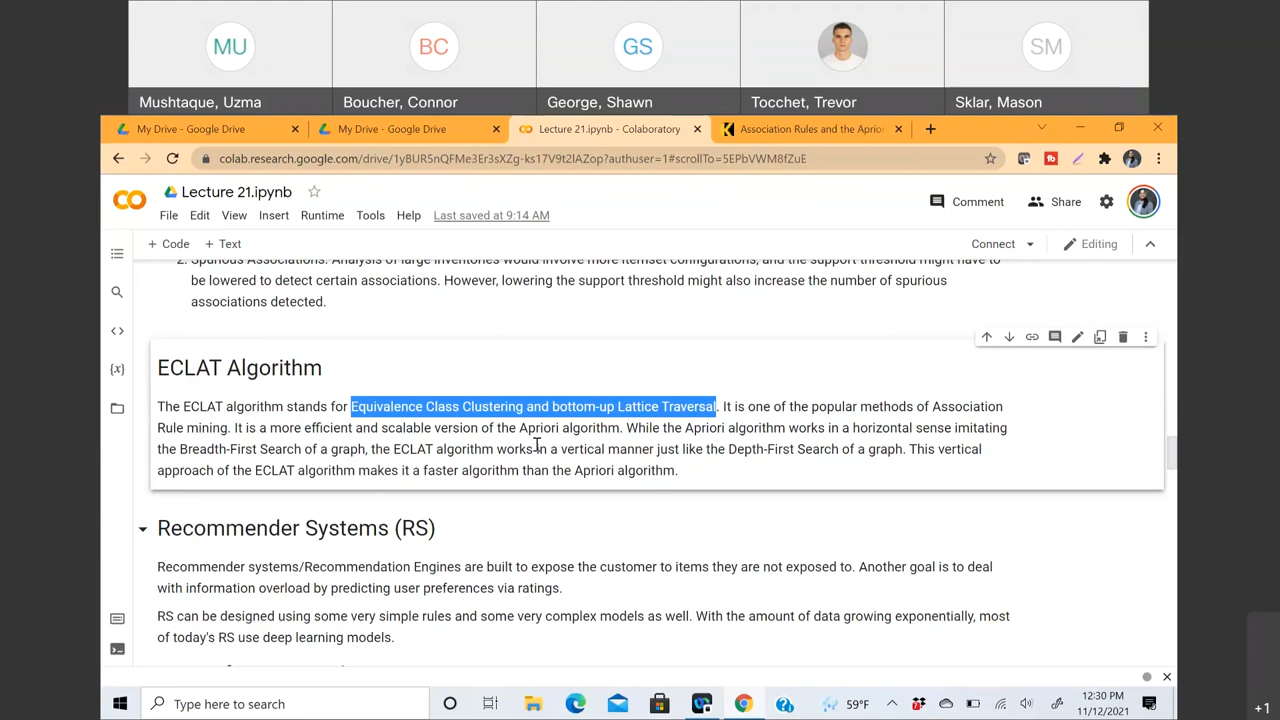 MU
BC
GS
SM
Mushtaque, Uzma
Boucher, Connor
George, Shawn
Tocchet, Trevor
Sklar, Mason
My Drive - Google Drive
My Drive - Google Drive
Lecture 21.ipynb - Colaboratory
Association Rules and the Aprior
colab.research.google.com/drive/1yBUR5nQFMe3Er3sXZg-ks17V9t2lAZop?authuser=1#scrollTo=5EPbVWM8fZuE
Lecture 21.ipynb
File Edit View Insert Runtime Tools Help Last saved at 9:14 AM
Comment
Share
+ Code + Text
Connect
Editing
2. Spurious Associations: Analysis of large inventories would involve more itemset configurations, and the support threshold might have to
be lowered to detect certain associations. However, lowering the support threshold might also increase the number of spurious
associations detected.
ECLAT Algorithm
The ECLAT algorithm stands for Equivalence Class Clustering and bottom-up Lattice Traversal. It is one of the popular methods of Association
Rule mining. It is a more efficient and scalable version of the Apriori algorithm. While the Apriori algorithm works in a horizontal sense imitating
the Breadth-First Search of a graph, the ECLAT algorithm works in a vertical manner just like the Depth-First Search of a graph. This vertical
approach of the ECLAT algorithm makes it a faster algorithm than the Apriori algorithm.
Recommender Systems (RS)
Recommender systems/Recommendation Engines are built to expose the customer to items they are not exposed to. Another goal is to deal
with information overload by predicting user preferences via ratings.
RS can be designed using some very simple rules and some very complex models as well. With the amount of data growing exponentially, most
of today's RS use deep learning models.
Type here to search
59°F
12:30 PM
11/12/2021
+1